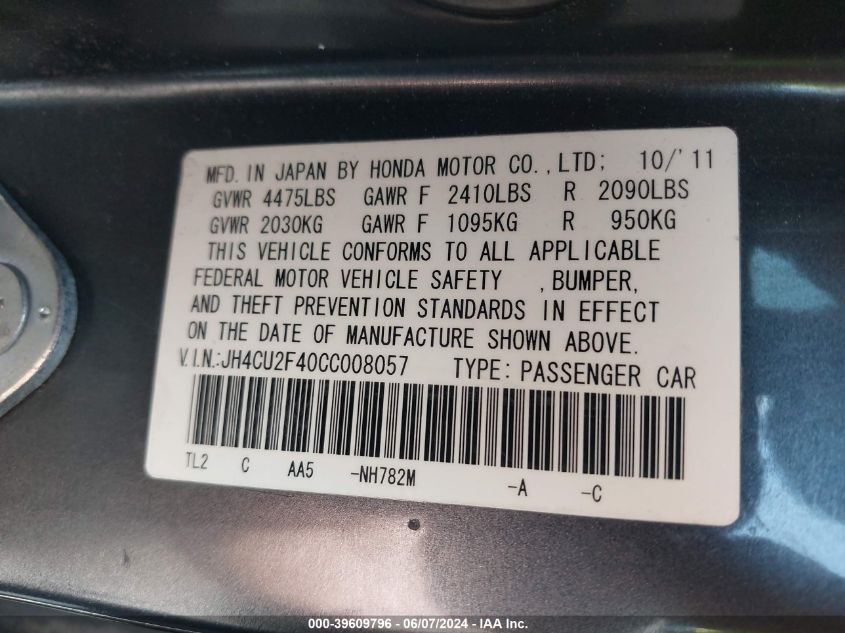 MFD. IN JAPAN BY HONDA MOTOR CO.,LTD; 10/'11
GVWR 4475LBS GAWR F 2410LBS R 2090LBS
GVWR 2030KG GAWR F 1095KG R 950KG
THIS VEHICLE CONFORMS TO ALL APPLICABLE
FEDERAL MOTOR VEHICLE SAFETY , BUMPER,
AND THEFT PREVENTION STANDARDS IN EFFECT
ON THE DATE OF MANUFACTURE SHOWN ABOVE.
V.I.N.:JH4CU2F40CC008057 TYPE: PASSENGER CAR
TL2 C AA5 -NH782M -A -C
000-39609796 - 06/07/2024 - IAA Inc.